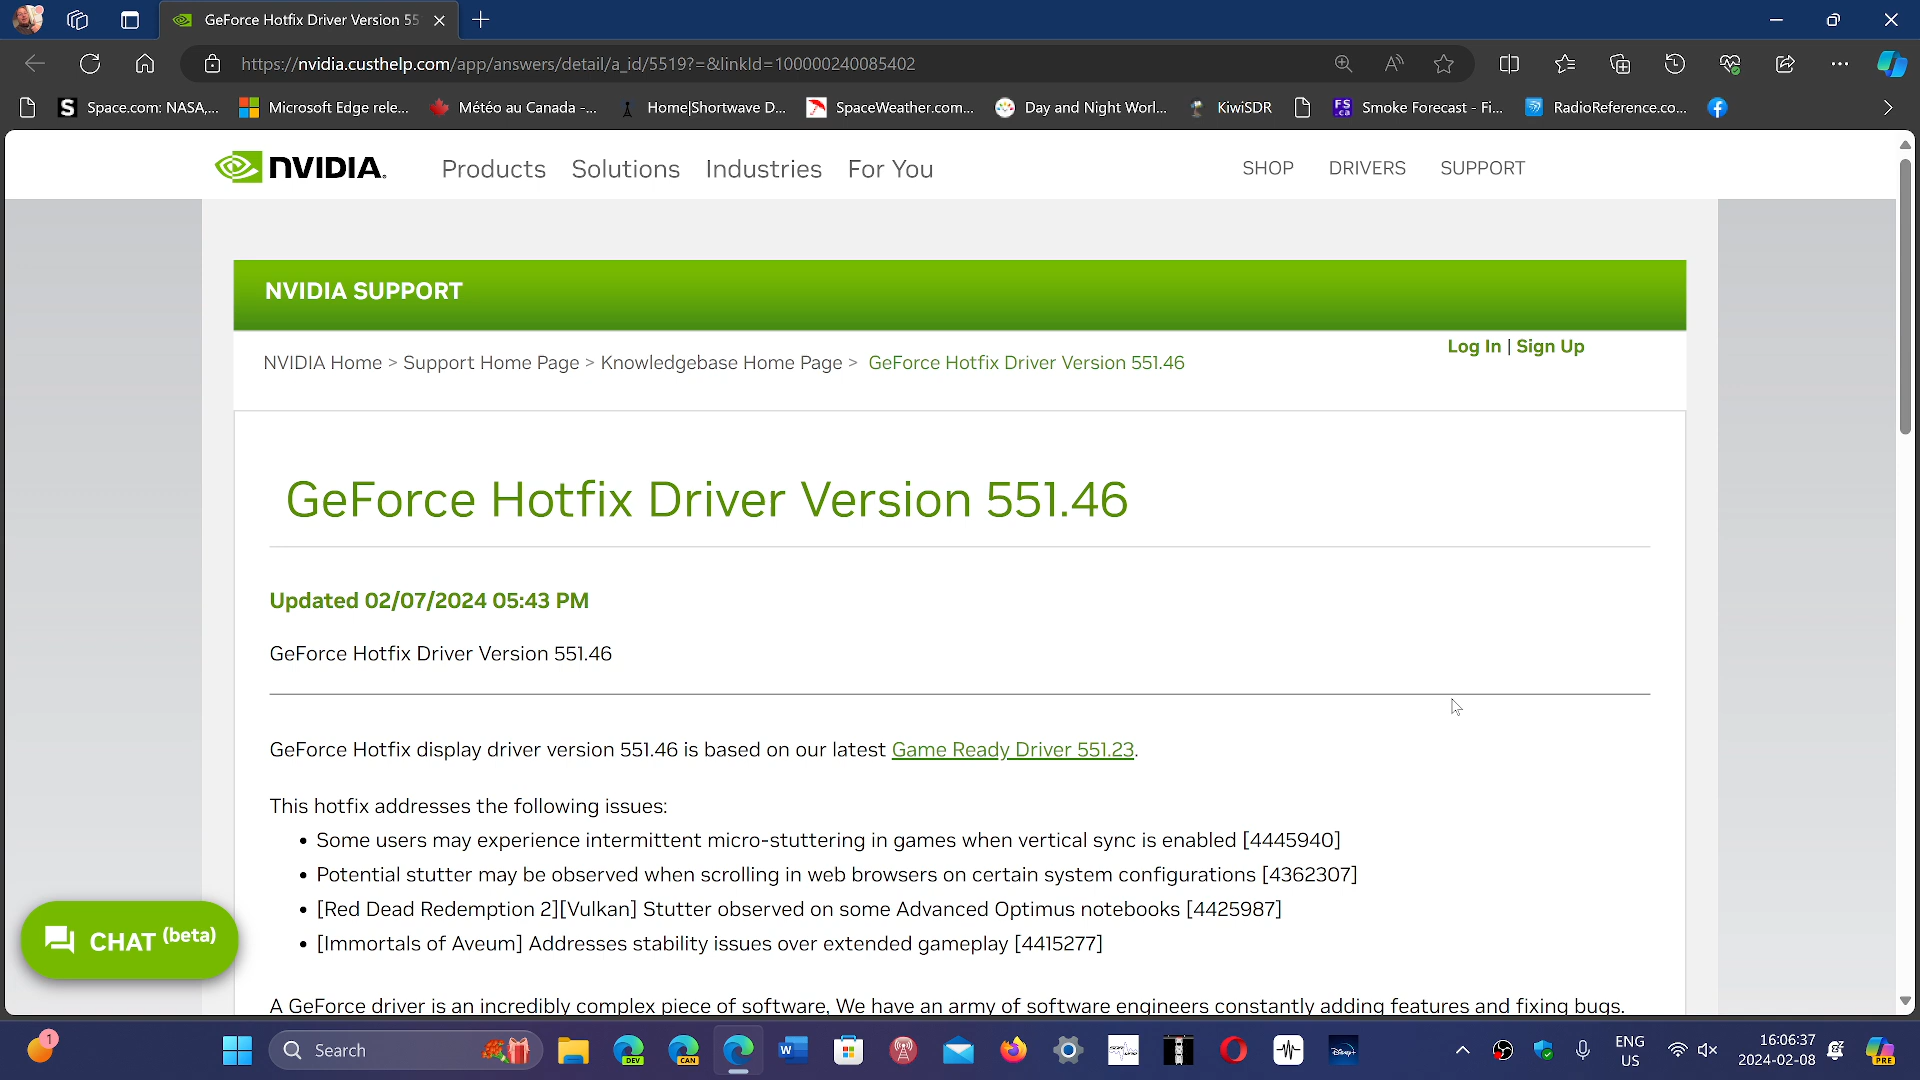 GeForce Hotfix Driver Version 55
https://nvidia.custhelp.com/app/answers/detail/a_id/5519?=&linkId=100000240085402
Space.com: NASA,...
Microsoft Edge rele...
Météo au Canada -...
Home|Shortwave D...
SpaceWeather.com...
Day and Night Worl...
KiwiSDR
FS.ca
Smoke Forecast - Fi...
RadioReference.co...
NVIDIA.
Products
Solutions
Industries
For You
SHOP
DRIVERS
SUPPORT
NVIDIA SUPPORT
Log In | Sign Up
NVIDIA Home > Support Home Page > Knowledgebase Home Page > GeForce Hotfix Driver Version 551.46
GeForce Hotfix Driver Version 551.46
Updated 02/07/2024 05:43 PM
GeForce Hotfix Driver Version 551.46
GeForce Hotfix display driver version 551.46 is based on our latest Game Ready Driver 551.23.
This hotfix addresses the following issues:
• Some users may experience intermittent micro-stuttering in games when vertical sync is enabled [4445940]
• Potential stutter may be observed when scrolling in web browsers on certain system configurations [4362307]
• [Red Dead Redemption 2][Vulkan] Stutter observed on some Advanced Optimus notebooks [4425987]
• [Immortals of Aveum] Addresses stability issues over extended gameplay [4415277]
CHAT (beta)
A GeForce driver is an incredibly complex piece of software, We have an army of software engineers constantly adding features and fixing bugs.
1
Search
DEV
CAN
Disney+
ENG
US
16:06:37
2024-02-08
PRE